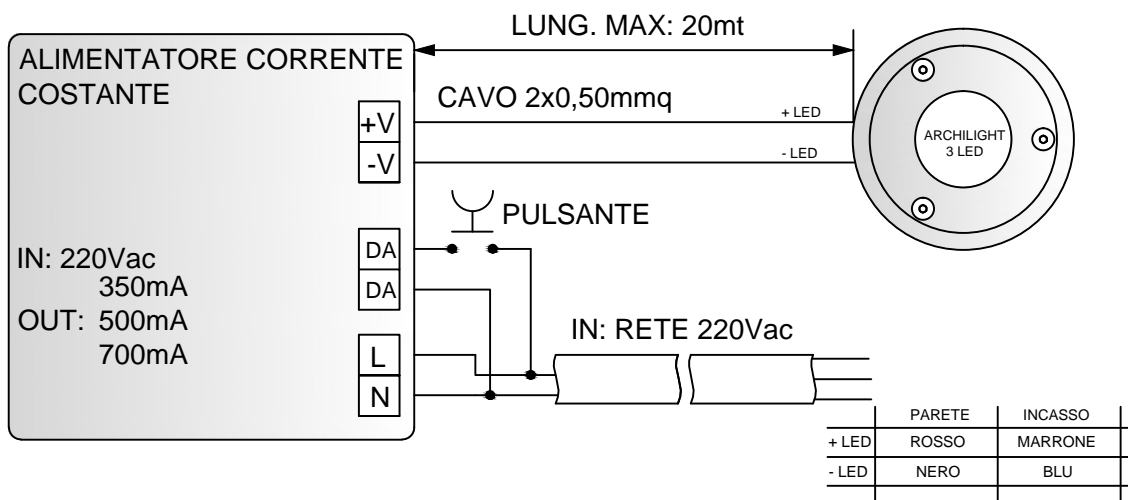 LUNG. MAX: 20mt
ALIMENTATORE CORRENTE
COSTANTE
CAVO 2x0,50mmq
+V
-V
+ LED
- LED
ARCHILIGHT
3 LED
PULSANTE
DA
DA
IN: 220Vac
350mA
OUT: 500mA
700mA
L
N
IN: RETE 220Vac
PARETE INCASSO
+ LED ROSSO MARRONE
- LED NERO BLU